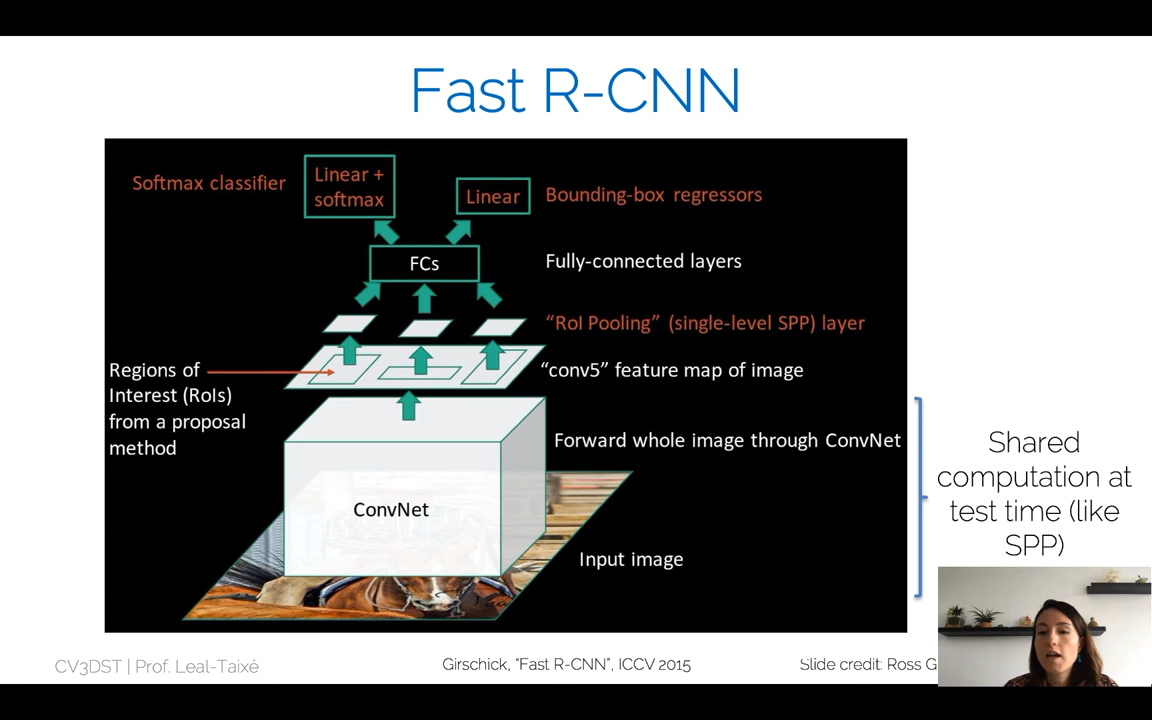 Fast R-CNN
Softmax classifier
Linear +
softmax
Linear
Bounding-box regressors
FCs
Fully-connected layers
“RoI Pooling” (single-level SPP) layer
Regions of
Interest (RoIs)
from a proposal
method
“conv5” feature map of image
Forward whole image through ConvNet
ConvNet
Input image
Shared
computation at
test time (like
SPP)
CV3DST | Prof. Leal-Taixé
Girschick, “Fast R-CNN”, ICCV 2015
Slide credit: Ross G